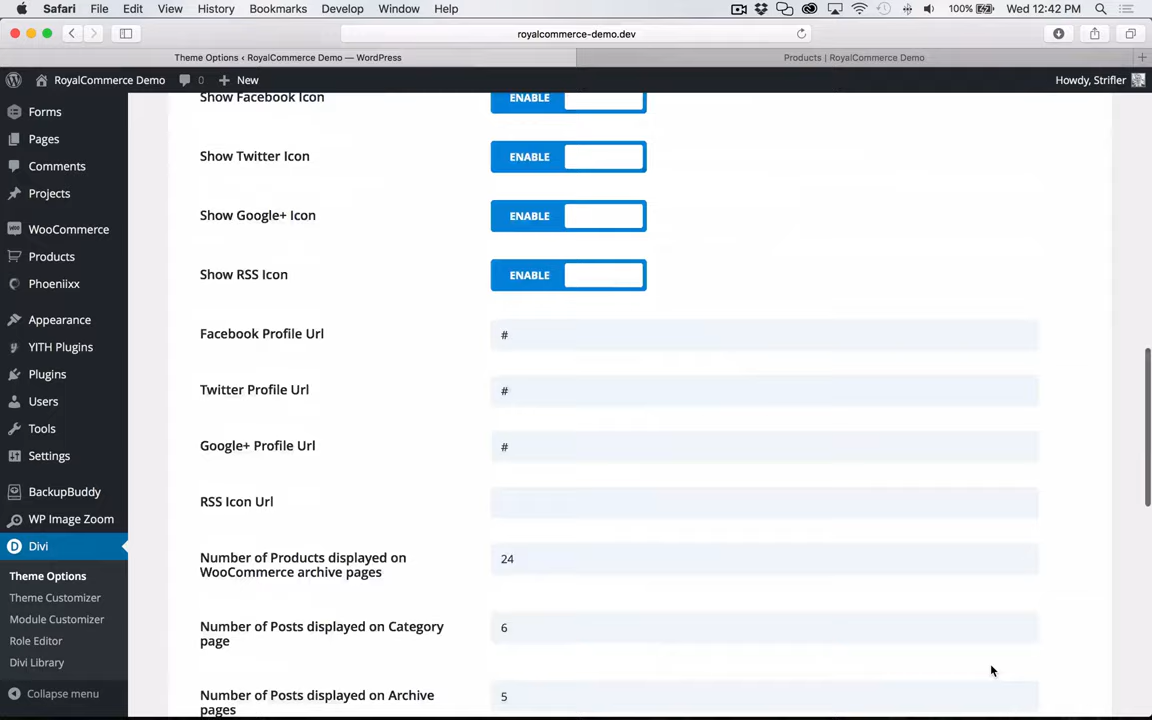 Safari File Edit View History Bookmarks Develop Window Help 100% Wed 12:42 PM
royalcommerce-demo.dev
Theme Options ‹ RoyalCommerce Demo — WordPress
Products | RoyalCommerce Demo
RoyalCommerce Demo 0 New Howdy, Strifler
Forms
Pages
Comments
Projects
WooCommerce
Products
Phoeniixx
Appearance
YITH Plugins
Plugins
Users
Tools
Settings
BackupBuddy
WP Image Zoom
Divi
Theme Options
Theme Customizer
Module Customizer
Role Editor
Divi Library
Collapse menu
Show Facebook Icon ENABLE
Show Twitter Icon ENABLE
Show Google+ Icon ENABLE
Show RSS Icon ENABLE
Facebook Profile Url #
Twitter Profile Url #
Google+ Profile Url #
RSS Icon Url
Number of Products displayed on 24
WooCommerce archive pages
Number of Posts displayed on Category 6
page
Number of Posts displayed on Archive 5
pages